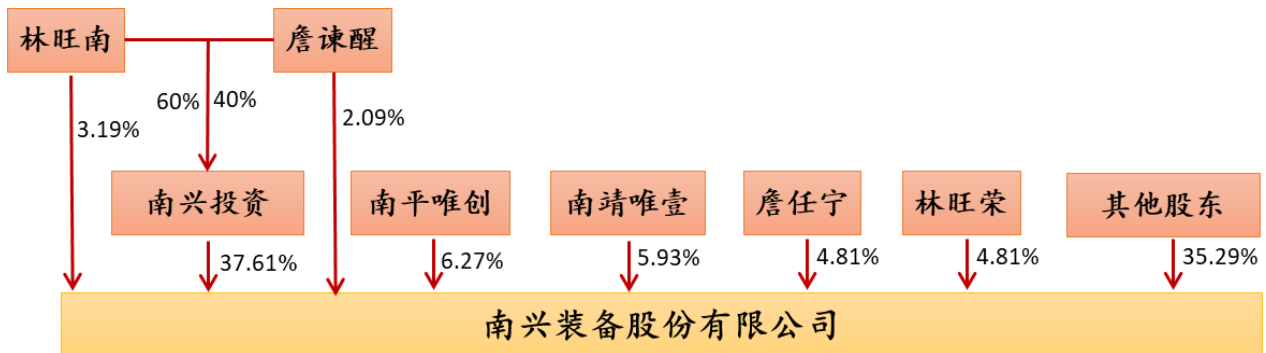 林旺南
詹谏醒
60%
40%
3.19%
2.09%
南兴投资
南平唯创
南靖唯壹
詹任宁
林旺荣
其他股东
37.61%
6.27%
5.93%
4.81%
4.81%
35.29%
南兴装备股份有限公司